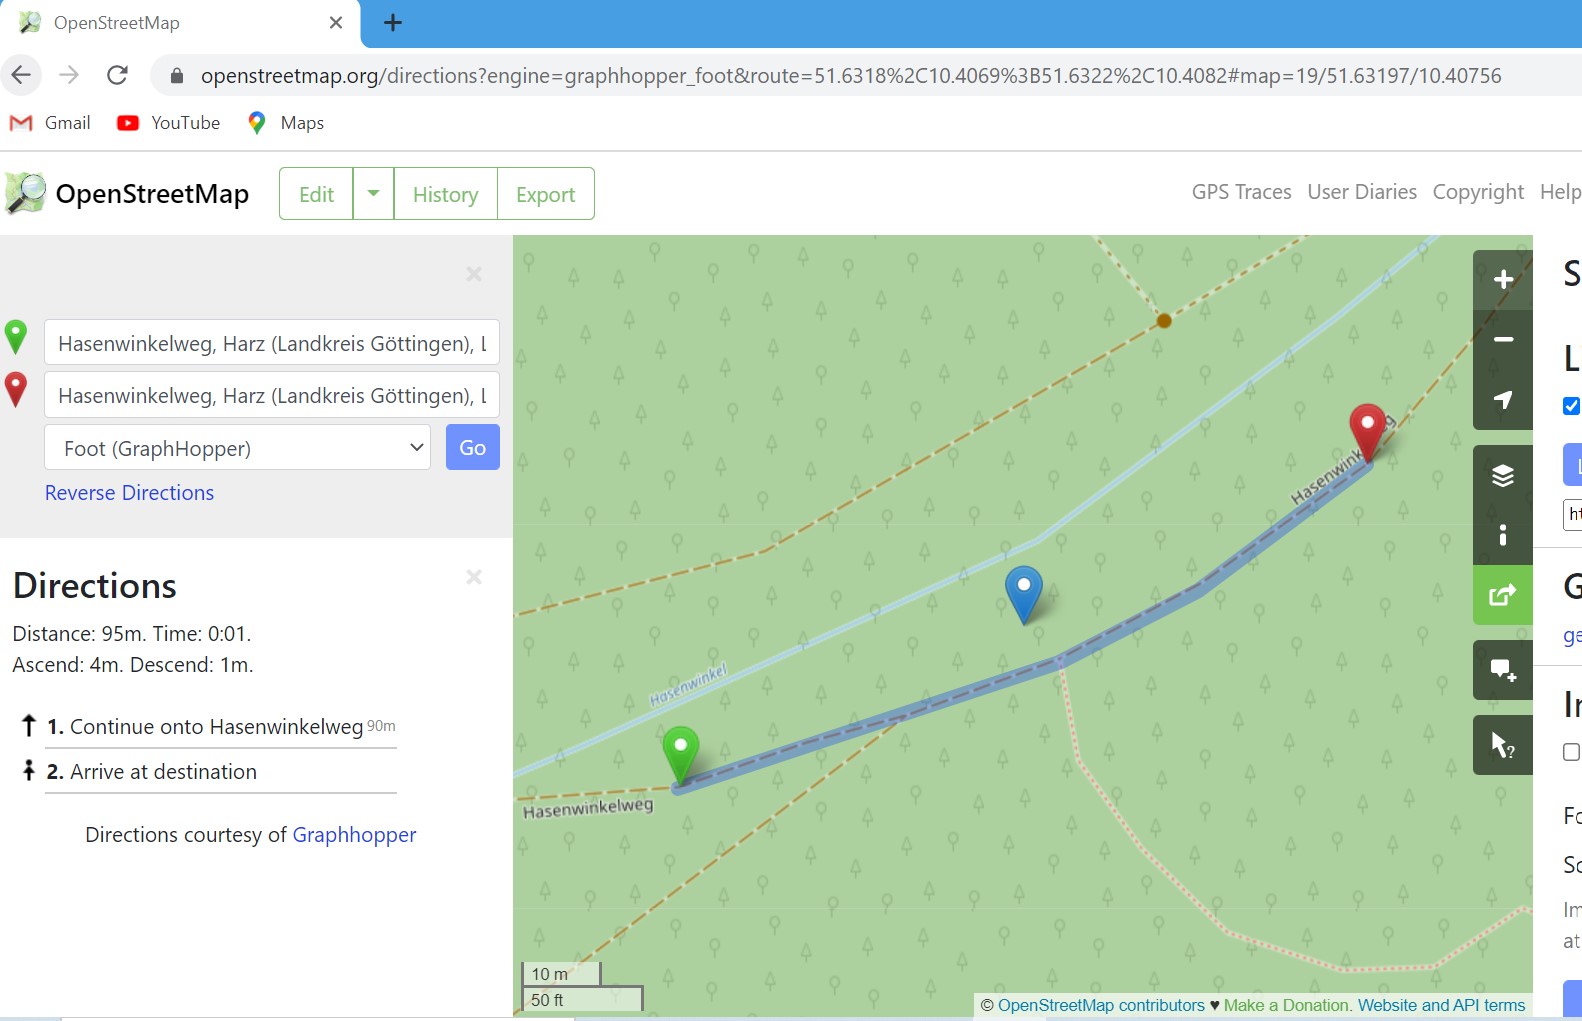 OpenStreetMap
openstreetmap.org/directions?engine=graphhopper_foot&route=51.6318%2C10.4069%3B51.6322%2C10.4082#map=19/51.63197/10.40756
Gmail YouTube Maps
OpenStreetMap Edit History Export GPS Traces User Diaries Copyright Help
Hasenwinkelweg, Harz (Landkreis Göttingen), L
Hasenwinkelweg, Harz (Landkreis Göttingen), L
Foot (GraphHopper) Go
Reverse Directions
Directions
Distance: 95m. Time: 0:01.
Ascend: 4m. Descend: 1m.
1. Continue onto Hasenwinkelweg 90m
2. Arrive at destination
Directions courtesy of Graphhopper
Hasenwinkelweg
Hasenwinkel
Hasenwinkelweg
10 m
50 ft
© OpenStreetMap contributors ♥ Make a Donation. Website and API terms
S
L
ht
G
ge
In
Fo
So
Im
at